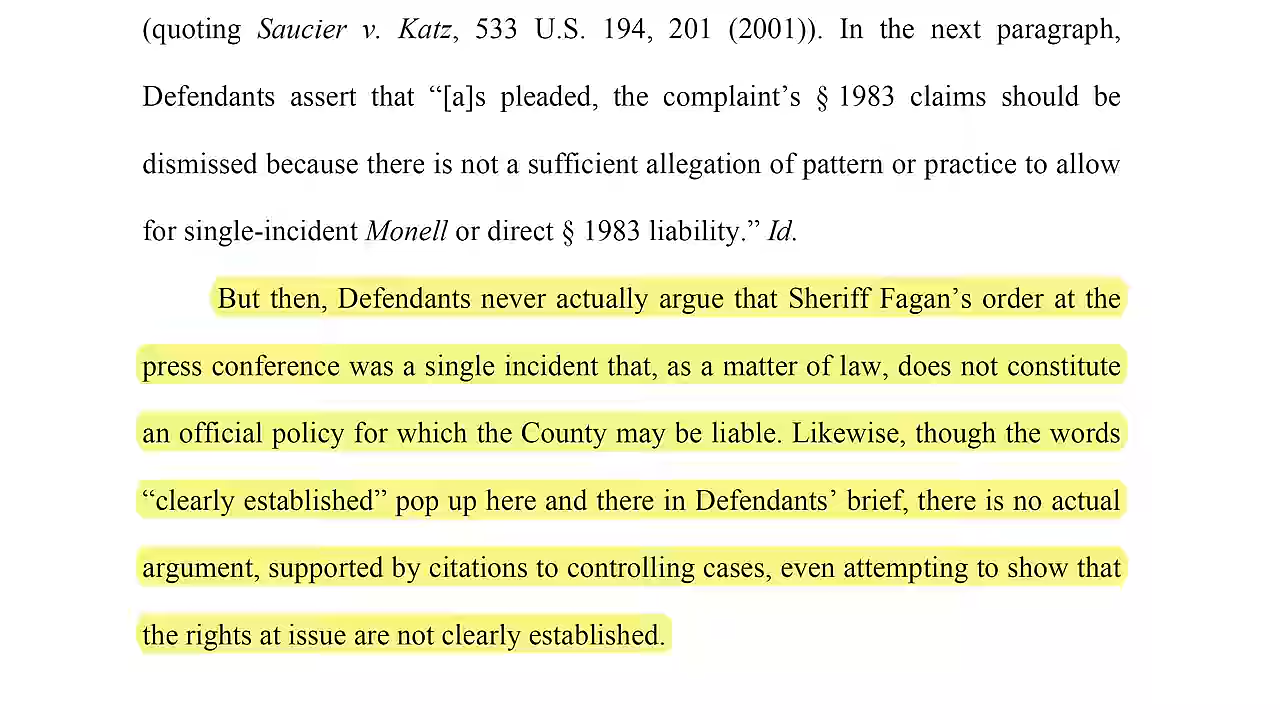 (quoting Saucier v. Katz, 533 U.S. 194, 201 (2001)). In the next paragraph,
Defendants assert that “[a]s pleaded, the complaint’s § 1983 claims should be
dismissed because there is not a sufficient allegation of pattern or practice to allow
for single-incident Monell or direct § 1983 liability.” Id.
But then, Defendants never actually argue that Sheriff Fagan’s order at the
press conference was a single incident that, as a matter of law, does not constitute
an official policy for which the County may be liable. Likewise, though the words
“clearly established” pop up here and there in Defendants’ brief, there is no actual
argument, supported by citations to controlling cases, even attempting to show that
the rights at issue are not clearly established.